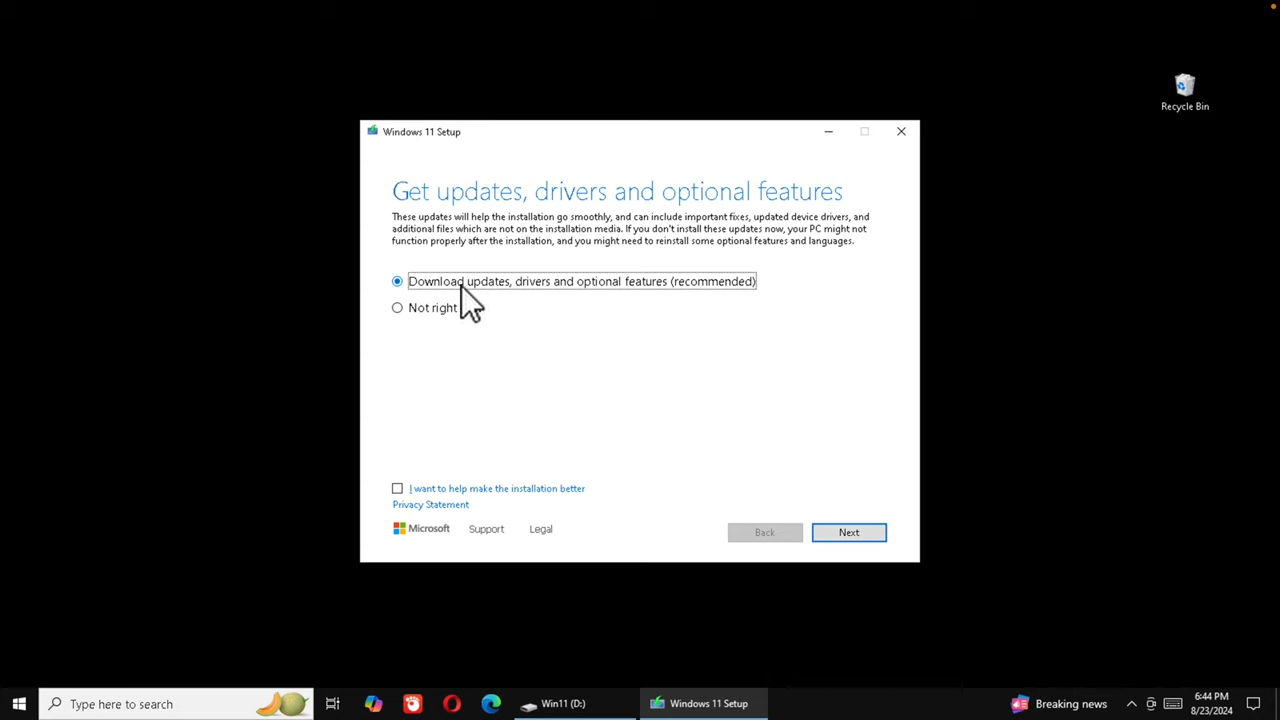 Recycle Bin
Windows 11 Setup
Get updates, drivers and optional features
These updates will help the installation go smoothly, and can include important fixes, updated device drivers, and
additional files which are not on the installation media. If you don't install these updates now, your PC might not
function properly after the installation, and you might need to reinstall some optional features and languages.
Download updates, drivers and optional features (recommended)
Not right
I want to help make the installation better
Privacy Statement
Microsoft Support Legal
Back Next
Type here to search
Win11 (D:)
Windows 11 Setup
Breaking news
6:44 PM
8/23/2024